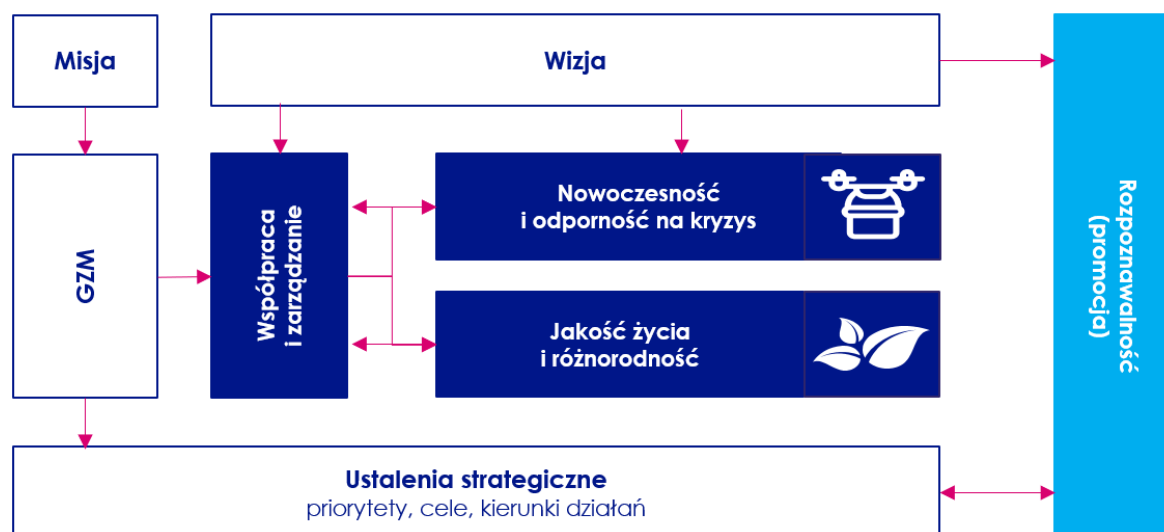 Misja
Wizja
GZM
Współpraca
i zarządzanie
Nowoczesność
i odporność na kryzys
Jakość życia
i różnorodność
Rozpoznawalność
(promocja)
Ustalenia strategiczne
priorytety, cele, kierunki działań